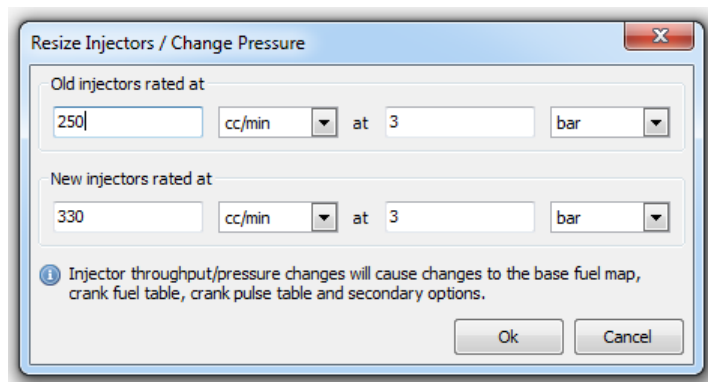 Resize Injectors / Change Pressure
Old injectors rated at
250 cc/min at 3 bar
New injectors rated at
330 cc/min at 3 bar
Injector throughput/pressure changes will cause changes to the base fuel map,
crank fuel table, crank pulse table and secondary options.
Ok Cancel